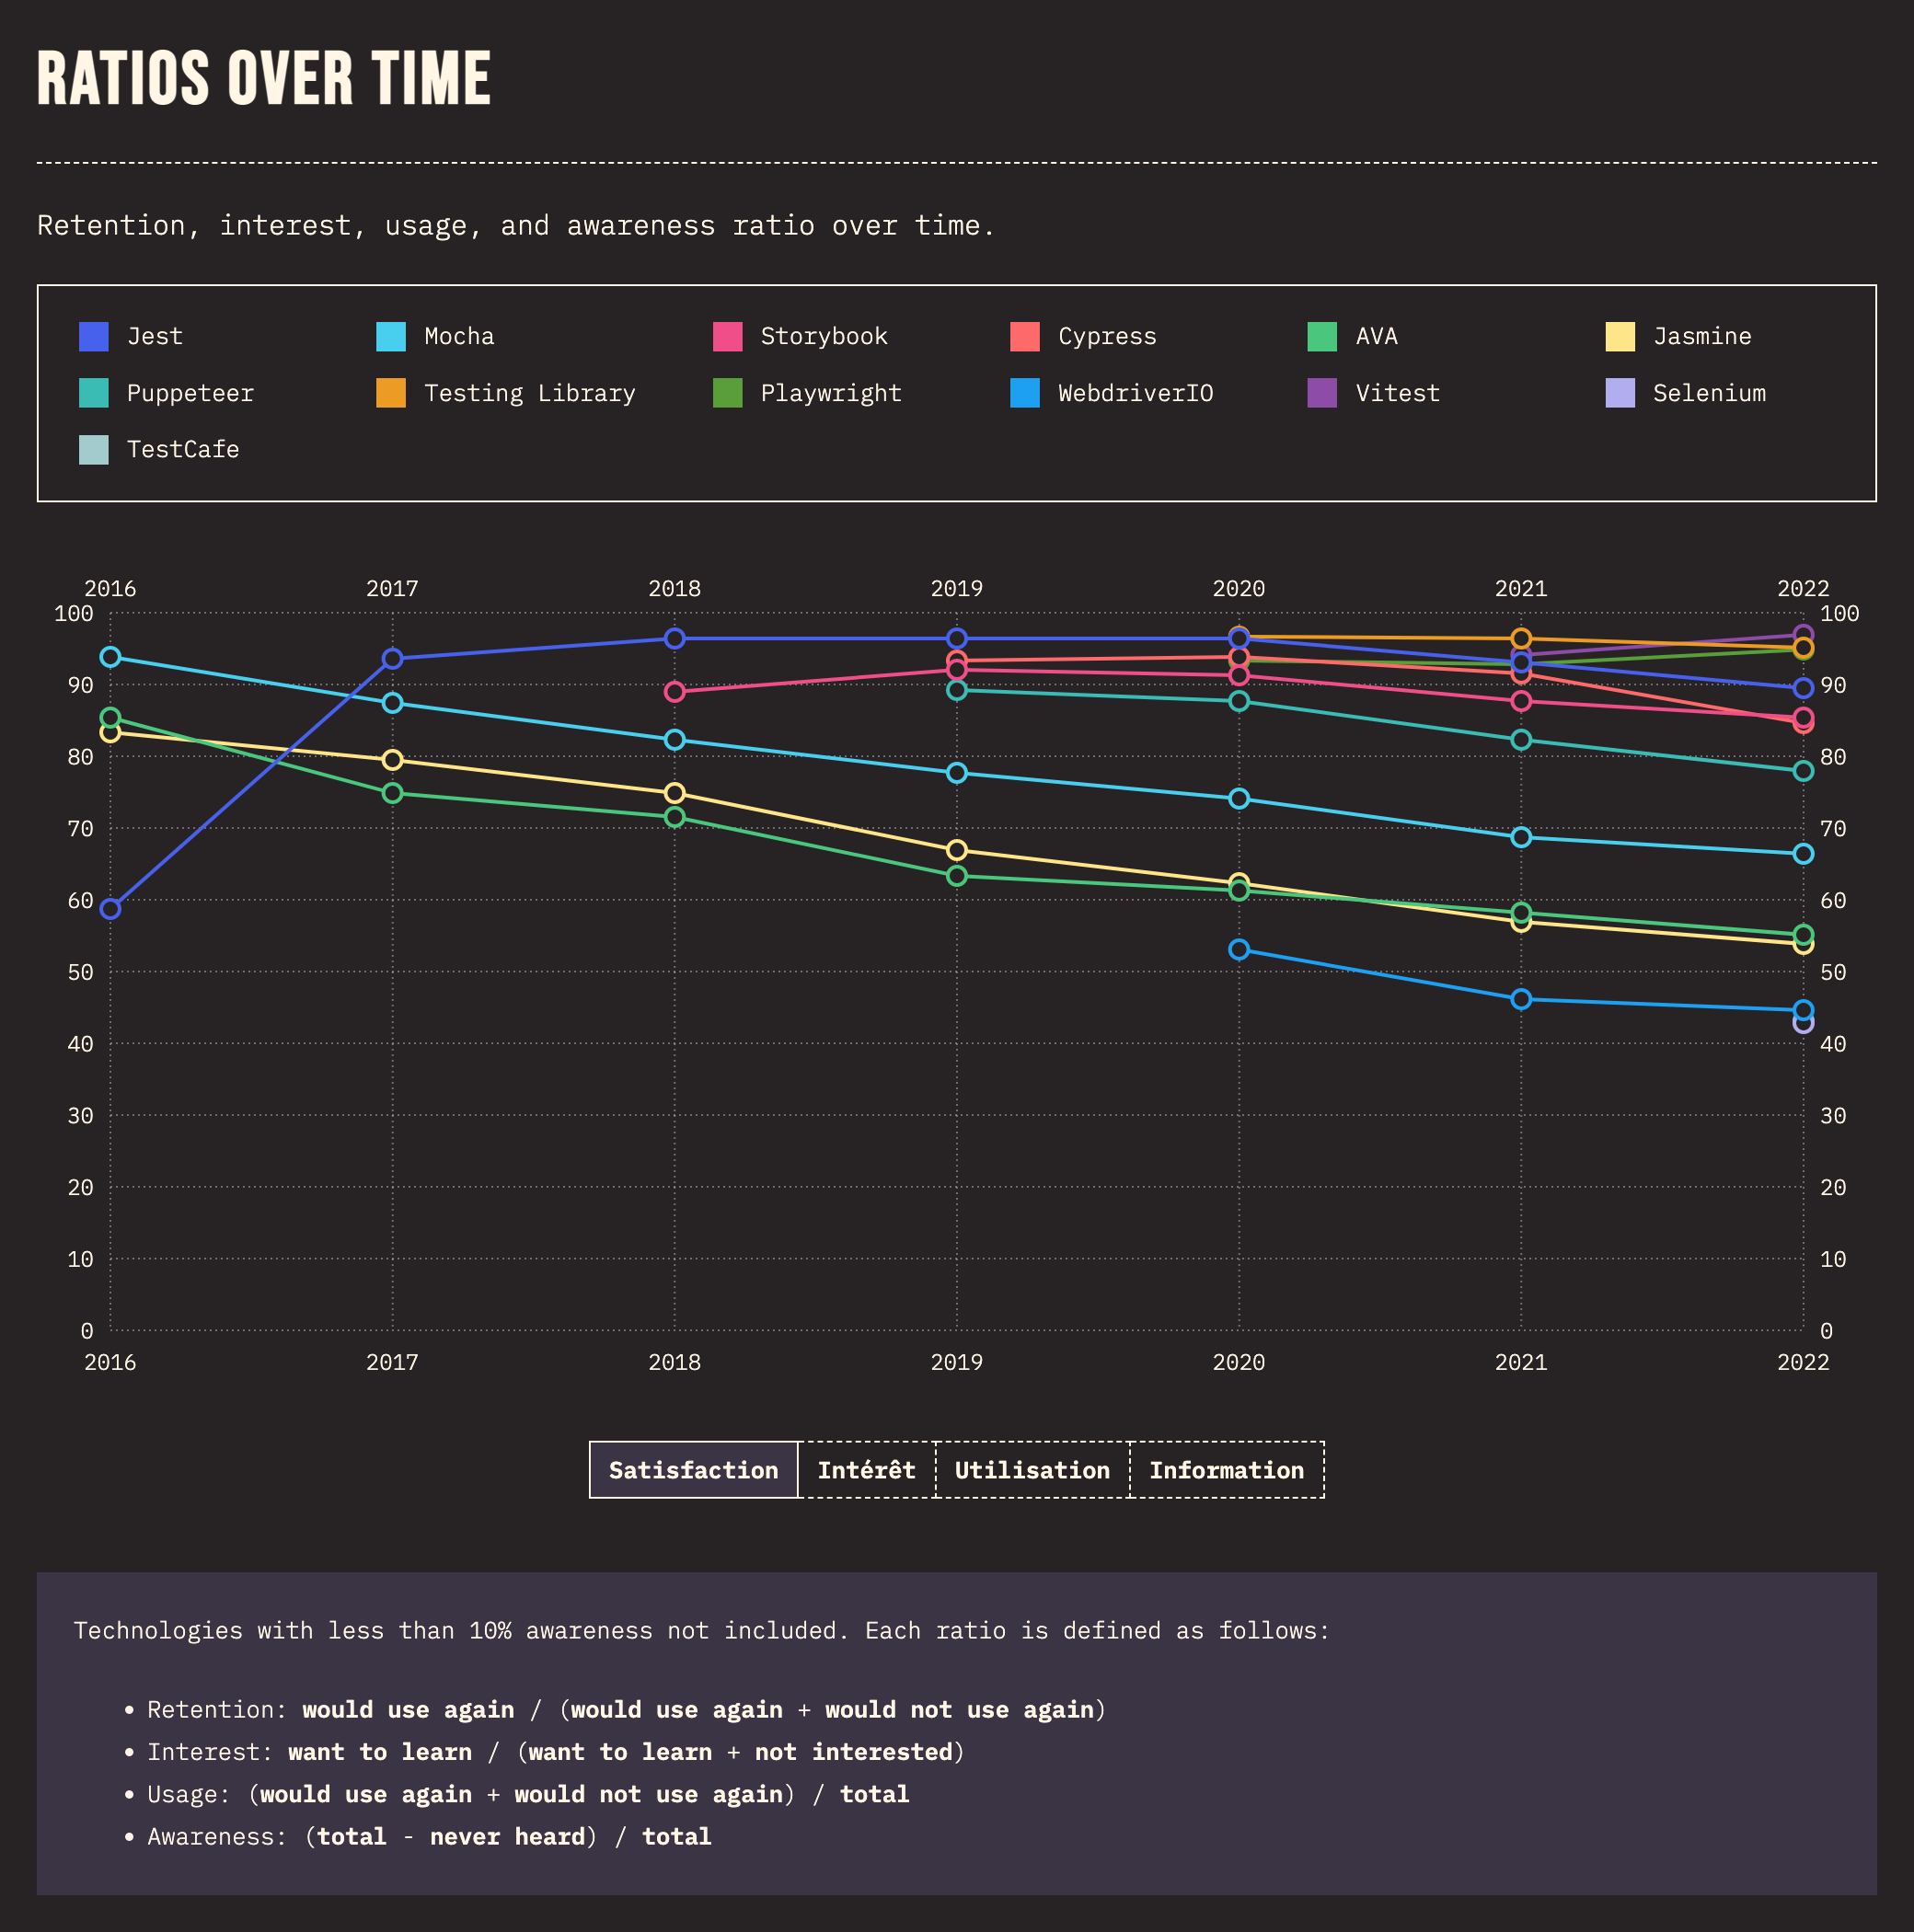 RATIOS OVER TIME
Retention, interest, usage, and awareness ratio over time.
Jest Mocha Storybook Cypress AVA Jasmine
Puppeteer Testing Library Playwright WebdriverIO Vitest Selenium
TestCafe
2016 2017 2018 2019 2020 2021 2022
100 100
90 90
80 80
70 70
60 60
50 50
40 40
30 30
20 20
10 10
0 0
2016 2017 2018 2019 2020 2021 2022
Satisfaction Intérêt Utilisation Information
Technologies with less than 10% awareness not included. Each ratio is defined as follows:
• Retention: would use again / (would use again + would not use again)
• Interest: want to learn / (want to learn + not interested)
• Usage: (would use again + would not use again) / total
• Awareness: (total - never heard) / total